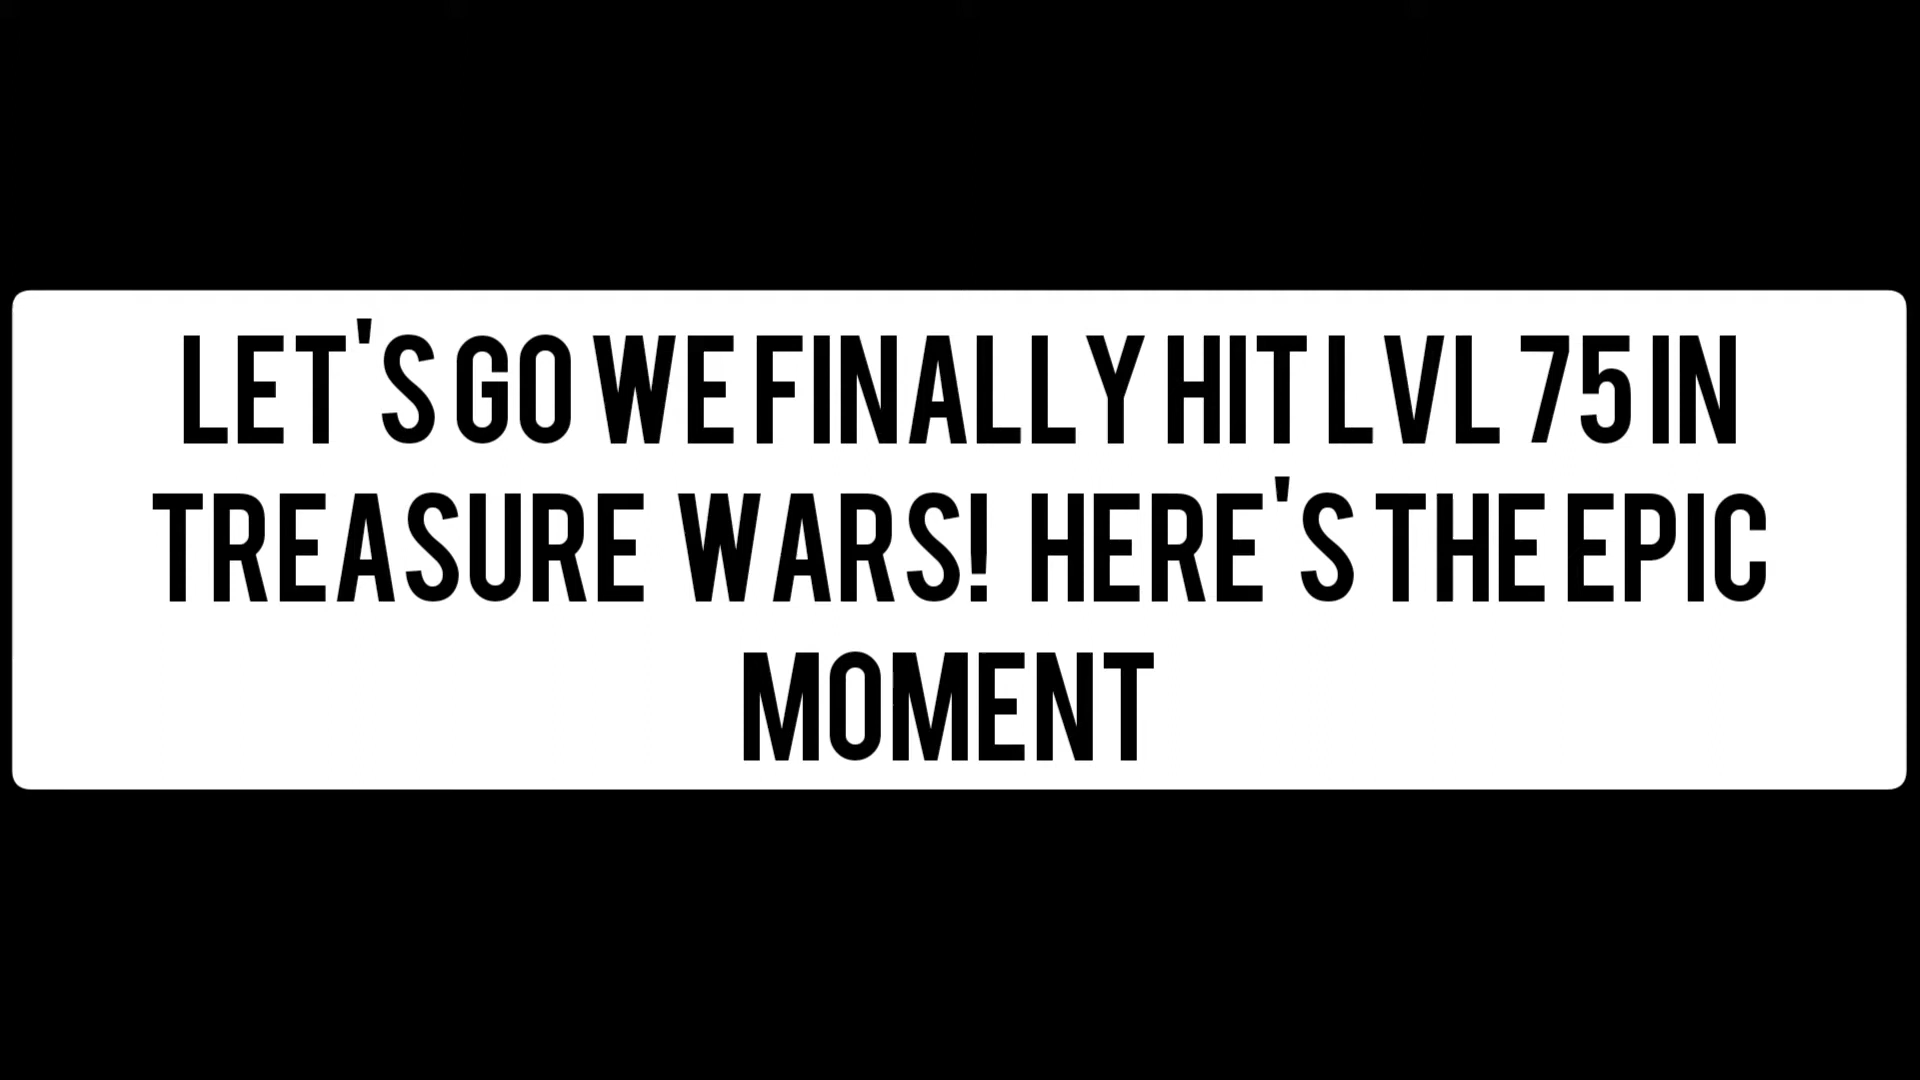 LET'S GO WE FINALLY HIT LVL 75 IN
TREASURE WARS! HERE'S THE EPIC
MOMENT